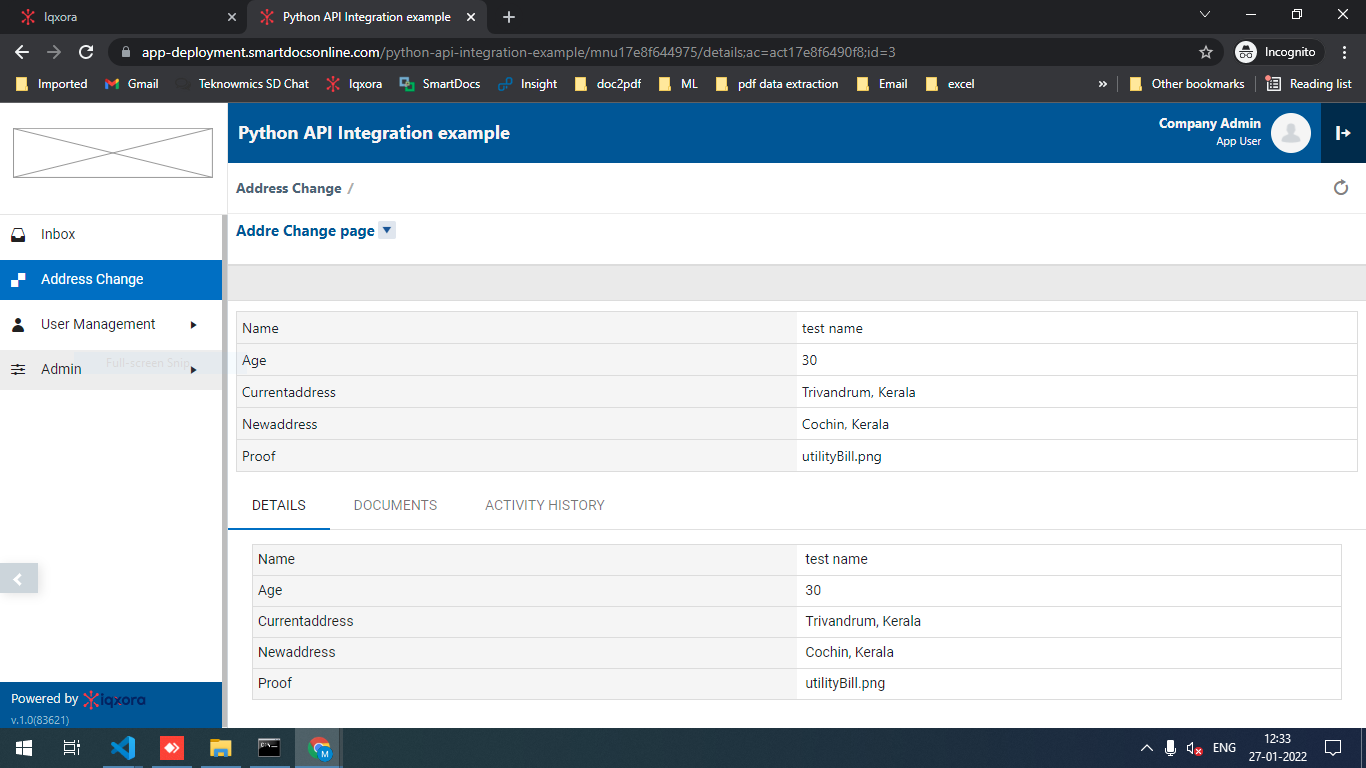 Iqxora
Python API Integration example
app-deployment.smartdocsonline.com/python-api-integration-example/mnu17e8f644975/details;ac=act17e8f6490f8;id=3
Incognito
Imported Gmail Teknowmics SD Chat Iqxora SmartDocs Insight doc2pdf ML pdf data extraction Email excel » Other bookmarks Reading list
Python API Integration example
Company Admin
App User
Address Change /
Addre Change page
Inbox
Address Change
User Management
Full-screen Snip
Admin
Name test name
Age 30
Currentaddress Trivandrum, Kerala
Newaddress Cochin, Kerala
Proof utilityBill.png
DETAILS DOCUMENTS ACTIVITY HISTORY
Name test name
Age 30
Currentaddress Trivandrum, Kerala
Newaddress Cochin, Kerala
Proof utilityBill.png
Powered by iqxora
v.1.0(83621)
ENG
12:33
27-01-2022